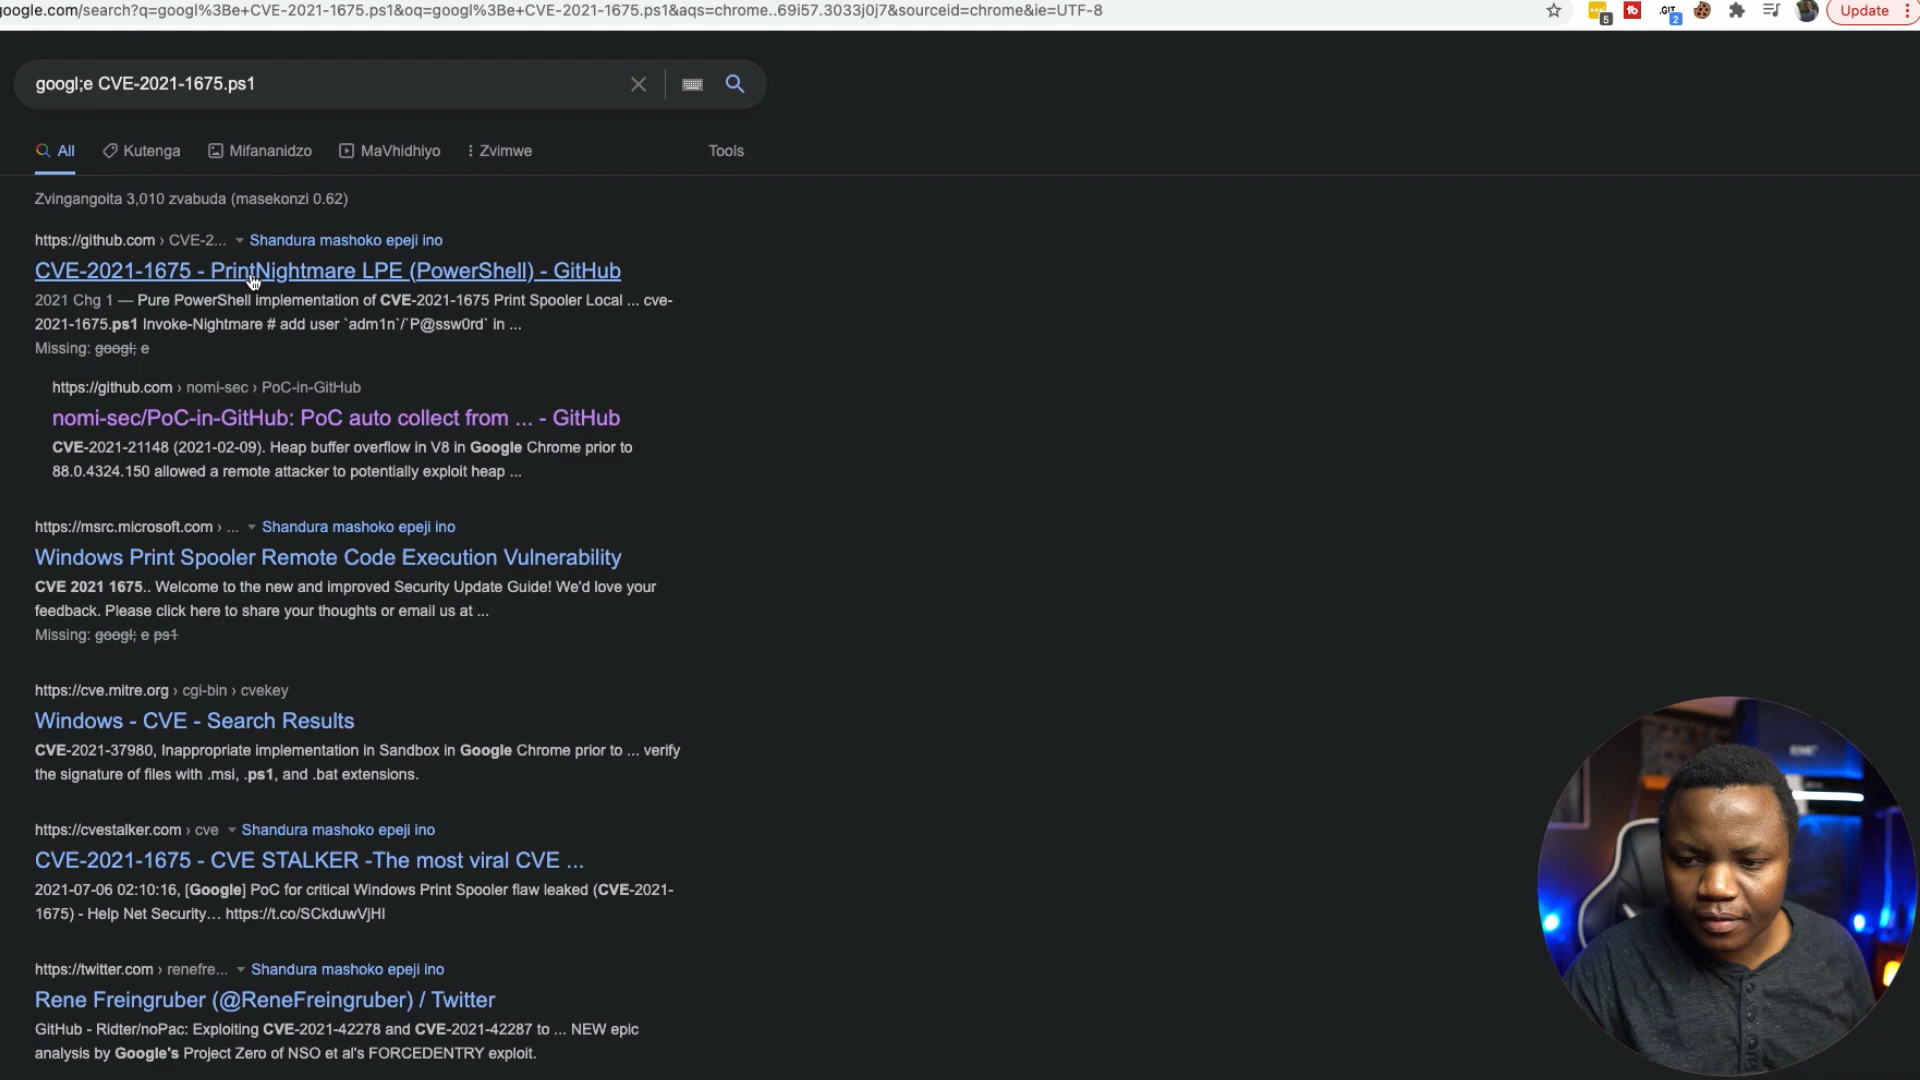 google.com/search?q=googl%3Be+CVE-2021-1675.ps1&oq=googl%3Be+CVE-2021-1675.ps1&aqs=chrome..69i57.3033j0j7&sourceid=chrome&ie=UTF-8
5
tb
.GIT
2
Update
googl;e CVE-2021-1675.ps1
All Kutenga Mifananidzo MaVhidhiyo Zvimwe Tools
Zvingangoita 3,010 zvabuda (masekonzi 0.62)
https://github.com › CVE-2... Shandura mashoko epeji ino
CVE-2021-1675 - PrintNightmare LPE (PowerShell) - GitHub
2021 Chg 1 — Pure PowerShell implementation of CVE-2021-1675 Print Spooler Local ... cve-
2021-1675.ps1 Invoke-Nightmare # add user `adm1n`/`P@ssw0rd` in ...
Missing: googl; e
https://github.com › nomi-sec › PoC-in-GitHub
nomi-sec/PoC-in-GitHub: PoC auto collect from ... - GitHub
CVE-2021-21148 (2021-02-09). Heap buffer overflow in V8 in Google Chrome prior to
88.0.4324.150 allowed a remote attacker to potentially exploit heap ...
https://msrc.microsoft.com › ... Shandura mashoko epeji ino
Windows Print Spooler Remote Code Execution Vulnerability
CVE 2021 1675.. Welcome to the new and improved Security Update Guide! We'd love your
feedback. Please click here to share your thoughts or email us at ...
Missing: googl; e ps1
https://cve.mitre.org › cgi-bin › cvekey
Windows - CVE - Search Results
CVE-2021-37980, Inappropriate implementation in Sandbox in Google Chrome prior to ... verify
the signature of files with .msi, .ps1, and .bat extensions.
https://cvestalker.com › cve Shandura mashoko epeji ino
CVE-2021-1675 - CVE STALKER -The most viral CVE ...
2021-07-06 02:10:16, [Google] PoC for critical Windows Print Spooler flaw leaked (CVE-2021-
1675) - Help Net Security… https://t.co/SCkduwVjHI
https://twitter.com › renefre... Shandura mashoko epeji ino
Rene Freingruber (@ReneFreingruber) / Twitter
GitHub - Ridter/noPac: Exploiting CVE-2021-42278 and CVE-2021-42287 to ... NEW epic
analysis by Google's Project Zero of NSO et al's FORCEDENTRY exploit.